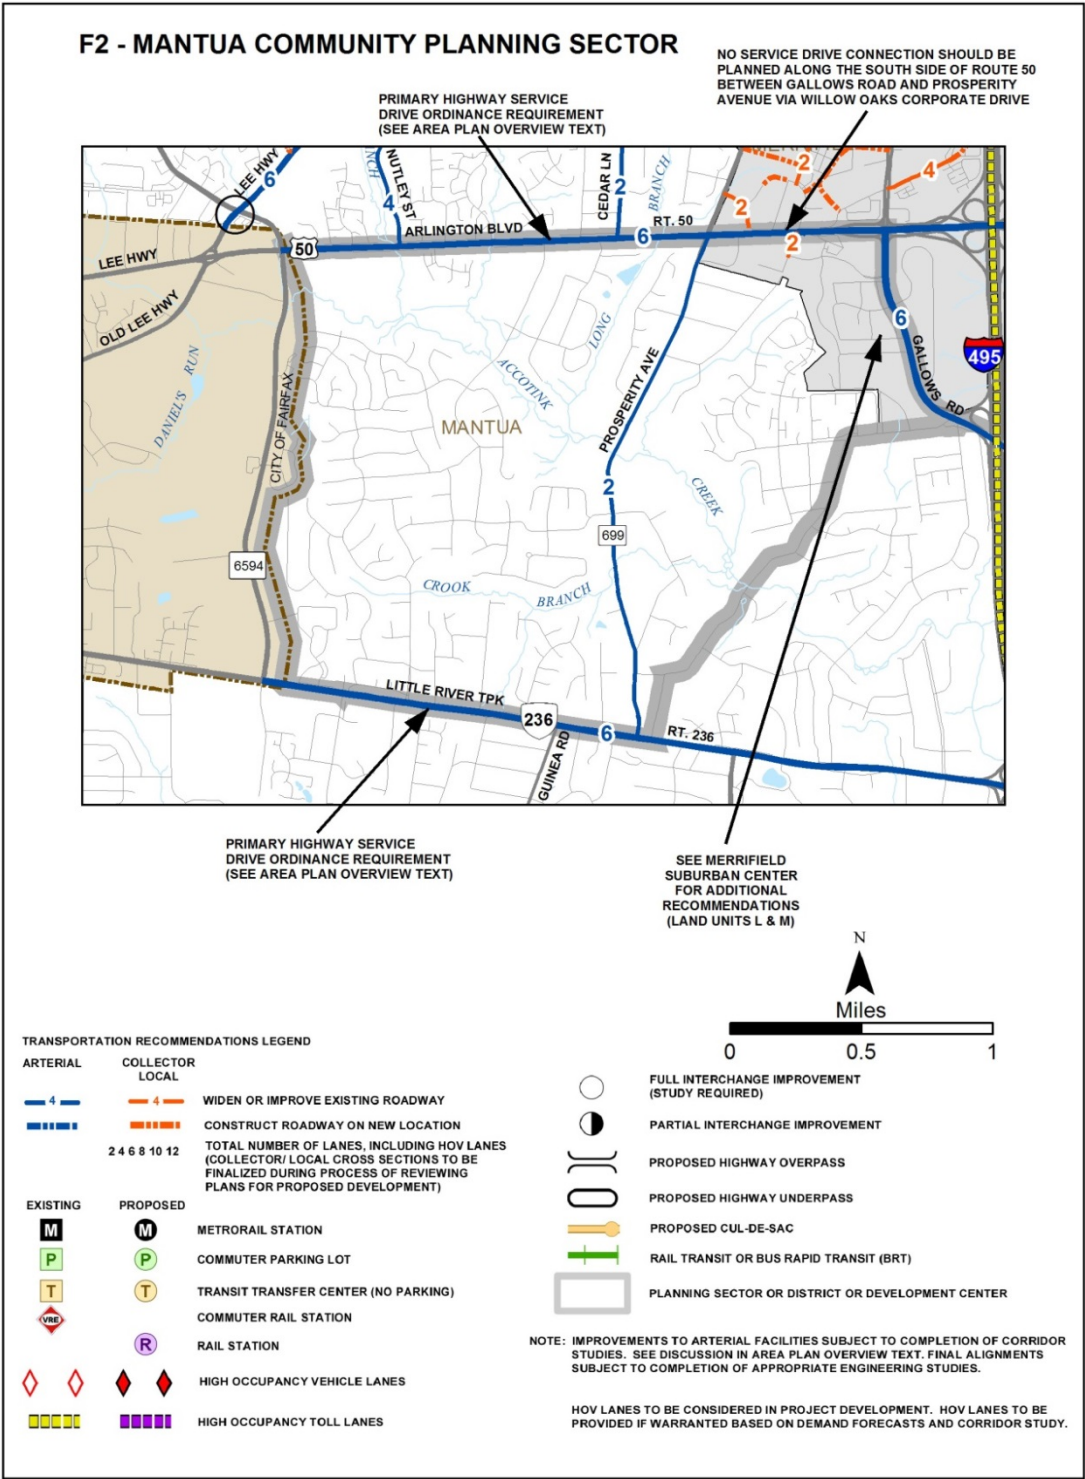 F2 - MANTUA COMMUNITY PLANNING SECTOR
NO SERVICE DRIVE CONNECTION SHOULD BE
PLANNED ALONG THE SOUTH SIDE OF ROUTE 50
BETWEEN GALLOWS ROAD AND PROSPERITY
AVENUE VIA WILLOW OAKS CORPORATE DRIVE
PRIMARY HIGHWAY SERVICE
DRIVE ORDINANCE REQUIREMENT
(SEE AREA PLAN OVERVIEW TEXT)
LEE HWY
6
NUTLEY ST
4
CEDAR LN
2
BRANCH
2
4
2
2
ARLINGTON BLVD
RT. 50
6
50
LEE HWY
OLD LEE HWY
DANIEL'S RUN
CITY OF FAIRFAX
LONG
ACCOTINK
MANTUA
PROSPERITY AVE
2
699
CREEK
6
GALLOWS RD
495
6594
CROOK
BRANCH
LITTLE RIVER TPK
236
6
RT. 236
GUINEA RD
PRIMARY HIGHWAY SERVICE
DRIVE ORDINANCE REQUIREMENT
(SEE AREA PLAN OVERVIEW TEXT)
SEE MERRIFIELD
SUBURBAN CENTER
FOR ADDITIONAL
RECOMMENDATIONS
(LAND UNITS L & M)
N
Miles
0 0.5 1
TRANSPORTATION RECOMMENDATIONS LEGEND
ARTERIAL COLLECTOR
LOCAL
4 4 WIDEN OR IMPROVE EXISTING ROADWAY
CONSTRUCT ROADWAY ON NEW LOCATION
2 4 6 8 10 12 TOTAL NUMBER OF LANES, INCLUDING HOV LANES
(COLLECTOR/ LOCAL CROSS SECTIONS TO BE
FINALIZED DURING PROCESS OF REVIEWING
PLANS FOR PROPOSED DEVELOPMENT)
EXISTING PROPOSED
M M METRORAIL STATION
P P COMMUTER PARKING LOT
T T TRANSIT TRANSFER CENTER (NO PARKING)
VRE COMMUTER RAIL STATION
R RAIL STATION
HIGH OCCUPANCY VEHICLE LANES
HIGH OCCUPANCY TOLL LANES
FULL INTERCHANGE IMPROVEMENT
(STUDY REQUIRED)
PARTIAL INTERCHANGE IMPROVEMENT
PROPOSED HIGHWAY OVERPASS
PROPOSED HIGHWAY UNDERPASS
PROPOSED CUL-DE-SAC
RAIL TRANSIT OR BUS RAPID TRANSIT (BRT)
PLANNING SECTOR OR DISTRICT OR DEVELOPMENT CENTER
NOTE: IMPROVEMENTS TO ARTERIAL FACILITIES SUBJECT TO COMPLETION OF CORRIDOR
STUDIES. SEE DISCUSSION IN AREA PLAN OVERVIEW TEXT. FINAL ALIGNMENTS
SUBJECT TO COMPLETION OF APPROPRIATE ENGINEERING STUDIES.
HOV LANES TO BE CONSIDERED IN PROJECT DEVELOPMENT. HOV LANES TO BE
PROVIDED IF WARRANTED BASED ON DEMAND FORECASTS AND CORRIDOR STUDY.